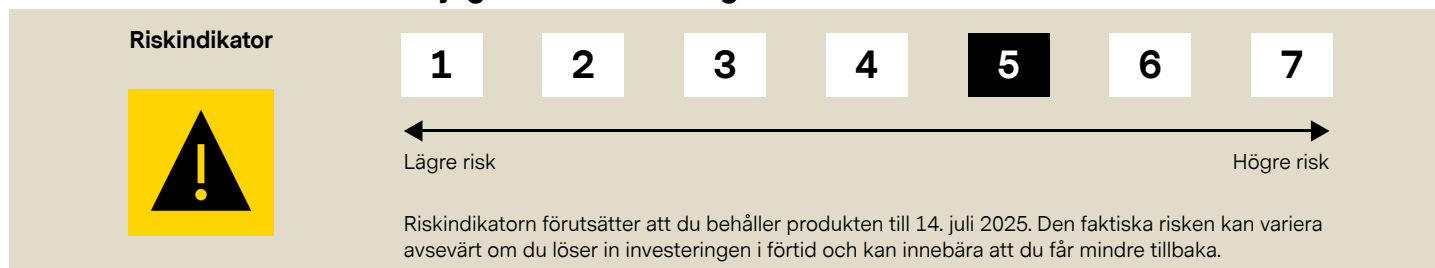 Riskindikator
1 2 3 4 5 6 7
Lägre risk Högre risk
Riskindikatorn förutsätter att du behåller produkten till 14. juli 2025. Den faktiska risken kan variera
avsevärt om du löser in investeringen i förtid och kan innebära att du får mindre tillbaka.